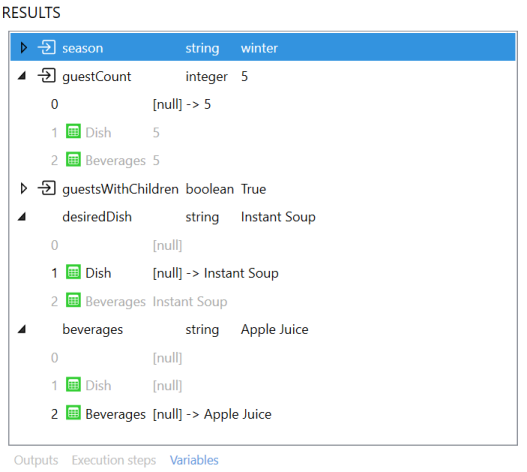 RESULTS
season string winter
guestCount integer 5
0 [null] -> 5
1 Dish 5
2 Beverages 5
guestsWithChildren boolean True
desiredDish string Instant Soup
0 [null]
1 Dish [null] -> Instant Soup
2 Beverages Instant Soup
beverages string Apple Juice
0 [null]
1 Dish [null]
2 Beverages [null] -> Apple Juice
Outputs Execution steps Variables